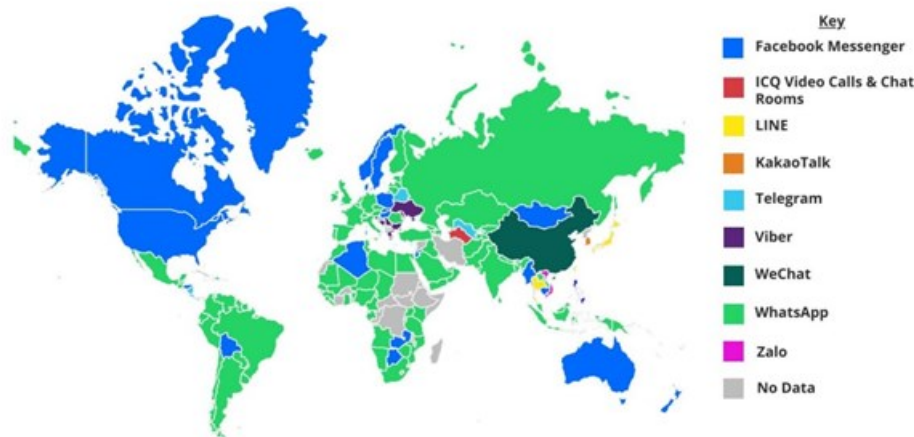 Key
Facebook Messenger
ICQ Video Calls & Chat
Rooms
LINE
KakaoTalk
Telegram
Viber
WeChat
WhatsApp
Zalo
No Data